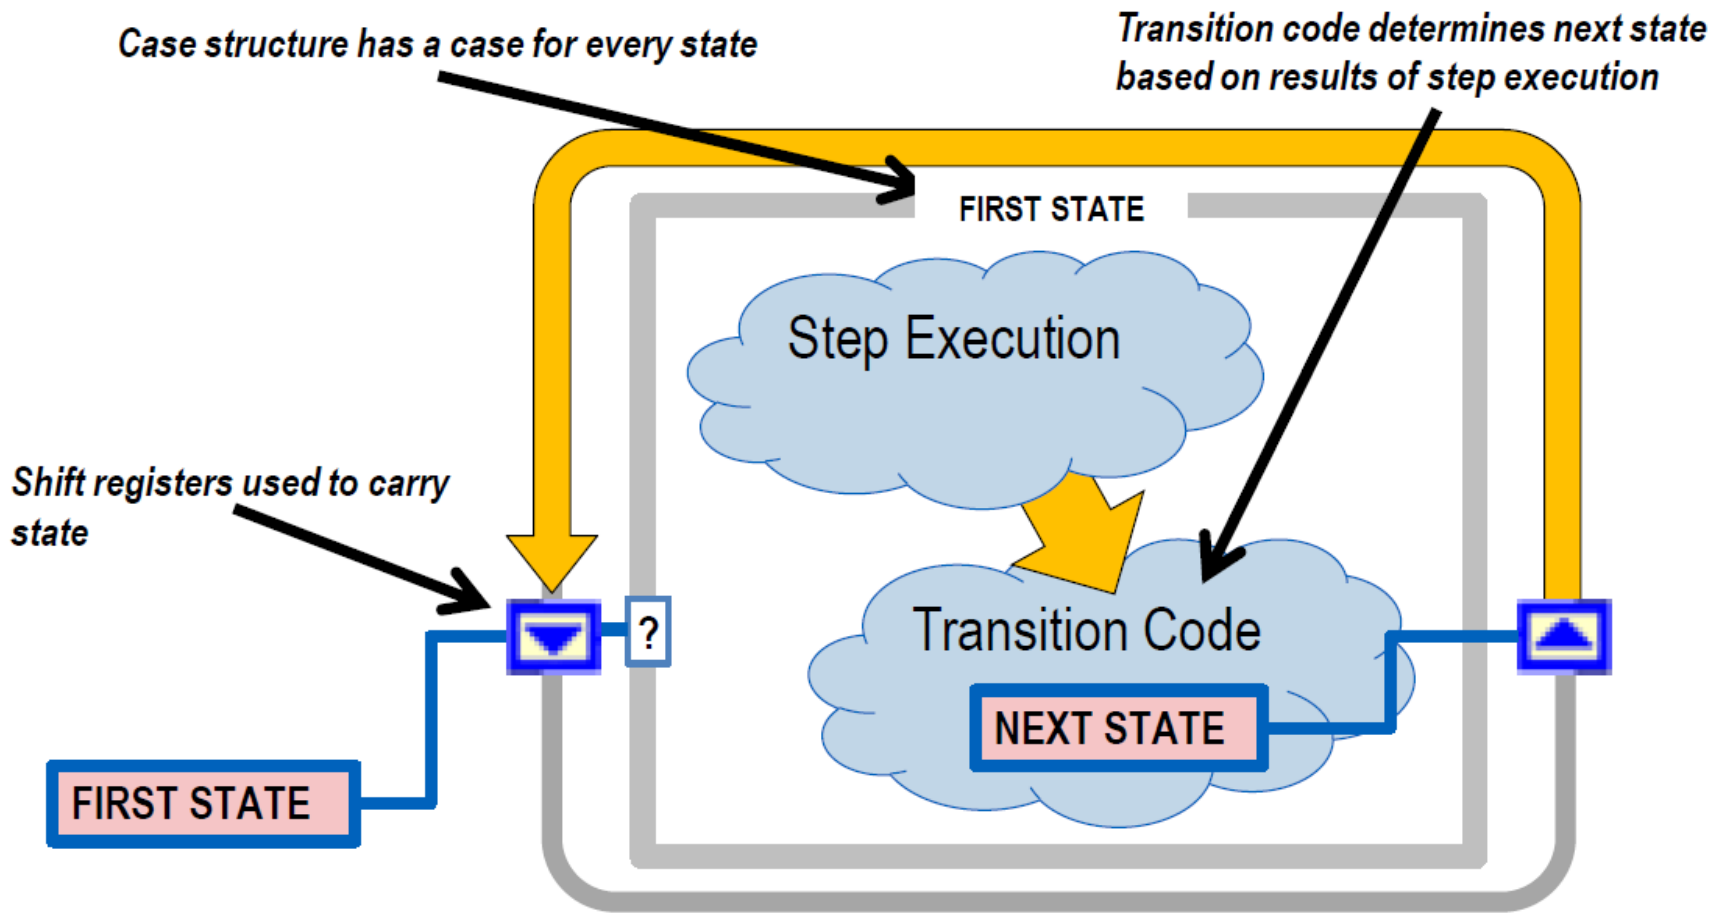 Case structure has a case for every state
Transition code determines next state
based on results of step execution
FIRST STATE
Step Execution
Shift registers used to carry
state
?
Transition Code
NEXT STATE
FIRST STATE